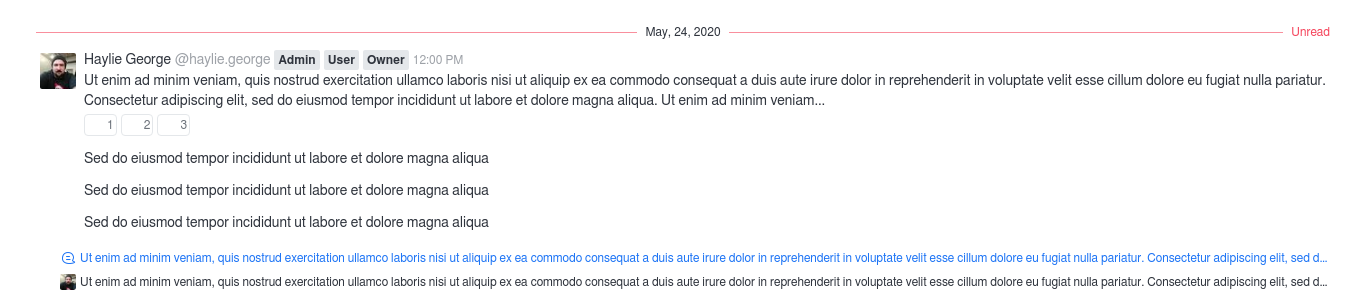 May, 24, 2020 Unread
Haylie George @haylie.george Admin User Owner 12:00 PM
Ut enim ad minim veniam, quis nostrud exercitation ullamco laboris nisi ut aliquip ex ea commodo consequat a duis aute irure dolor in reprehenderit in voluptate velit esse cillum dolore eu fugiat nulla pariatur.
Consectetur adipiscing elit, sed do eiusmod tempor incididunt ut labore et dolore magna aliqua. Ut enim ad minim veniam...
1 2 3
Sed do eiusmod tempor incididunt ut labore et dolore magna aliqua
Sed do eiusmod tempor incididunt ut labore et dolore magna aliqua
Sed do eiusmod tempor incididunt ut labore et dolore magna aliqua
Ut enim ad minim veniam, quis nostrud exercitation ullamco laboris nisi ut aliquip ex ea commodo consequat a duis aute irure dolor in reprehenderit in voluptate velit esse cillum dolore eu fugiat nulla pariatur. Consectetur adipiscing elit, sed d...
Ut enim ad minim veniam, quis nostrud exercitation ullamco laboris nisi ut aliquip ex ea commodo consequat a duis aute irure dolor in reprehenderit in voluptate velit esse cillum dolore eu fugiat nulla pariatur. Consectetur adipiscing elit, sed d...